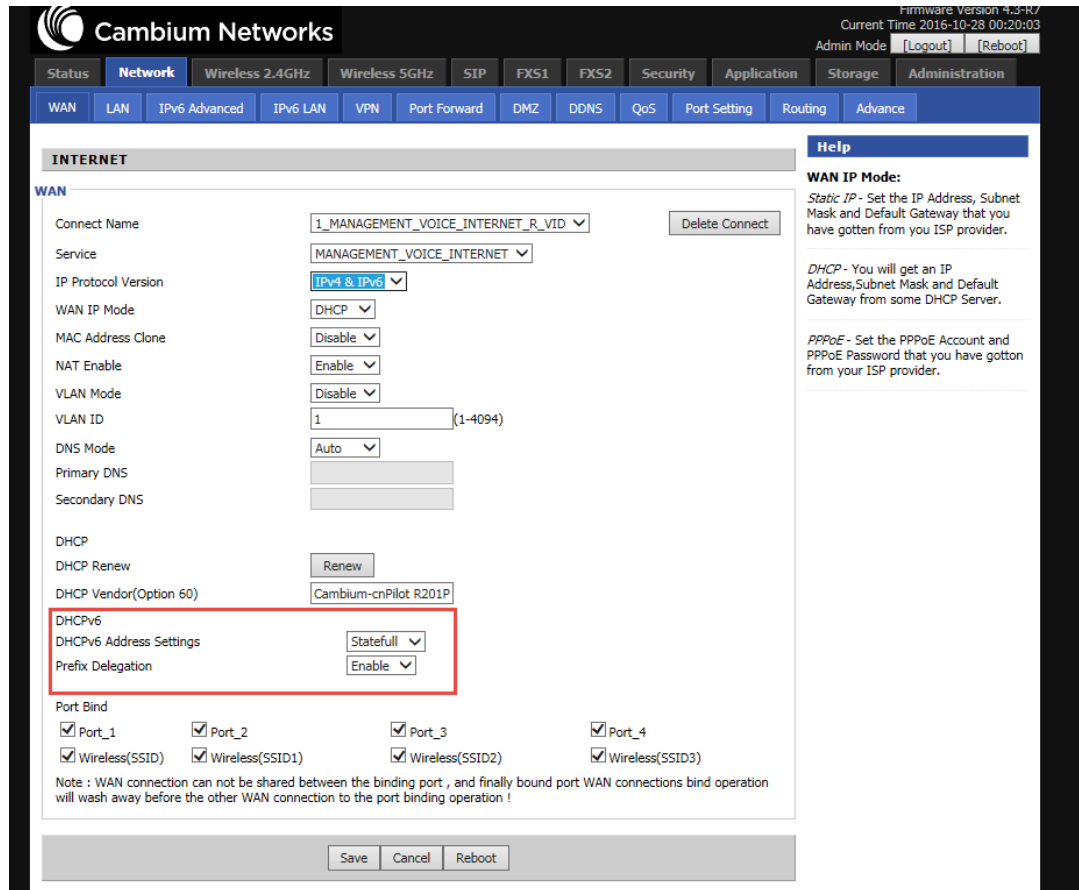 Firmware Version 4.3-R7
Cambium Networks
Current Time 2016-10-28 00:20:03
Admin Mode [Logout] [Reboot]
Status Network Wireless 2.4GHz Wireless 5GHz SIP FXS1 FXS2 Security Application Storage Administration
WAN LAN IPv6 Advanced IPv6 LAN VPN Port Forward DMZ DDNS QoS Port Setting Routing Advance
INTERNET
WAN
Connect Name 1_MANAGEMENT_VOICE_INTERNET_R_VID Delete Connect
Service MANAGEMENT_VOICE_INTERNET
IP Protocol Version IPv4 & IPv6
WAN IP Mode DHCP
MAC Address Clone Disable
NAT Enable Enable
VLAN Mode Disable
VLAN ID 1 (1-4094)
DNS Mode Auto
Primary DNS
Secondary DNS
DHCP
DHCP Renew Renew
DHCP Vendor(Option 60) Cambium-cnPilot R201P
DHCPv6
DHCPv6 Address Settings Statefull
Prefix Delegation Enable
Port Bind
Port_1 Port_2 Port_3 Port_4
Wireless(SSID) Wireless(SSID1) Wireless(SSID2) Wireless(SSID3)
Note : WAN connection can not be shared between the binding port , and finally bound port WAN connections bind operation
will wash away before the other WAN connection to the port binding operation !
Save Cancel Reboot
Help
WAN IP Mode:
Static IP - Set the IP Address, Subnet
Mask and Default Gateway that you
have gotten from you ISP provider.
DHCP - You will get an IP
Address,Subnet Mask and Default
Gateway from some DHCP Server.
PPPoE - Set the PPPoE Account and
PPPoE Password that you have gotton
from your ISP provider.